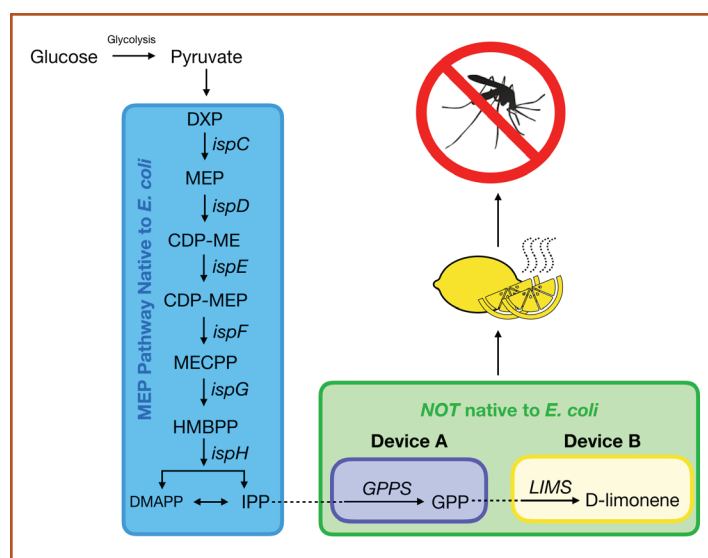 Glycolysis
Glucose Pyruvate
DXP
ispC
MEP
ispD
CDP-ME
ispE
CDP-MEP
ispF
MECPP
ispG
HMBPP
ispH
DMAPP IPP
MEP Pathway Native to E. coli
NOT native to E. coli
Device A
GPPS
GPP
Device B
LIMS
D-limonene